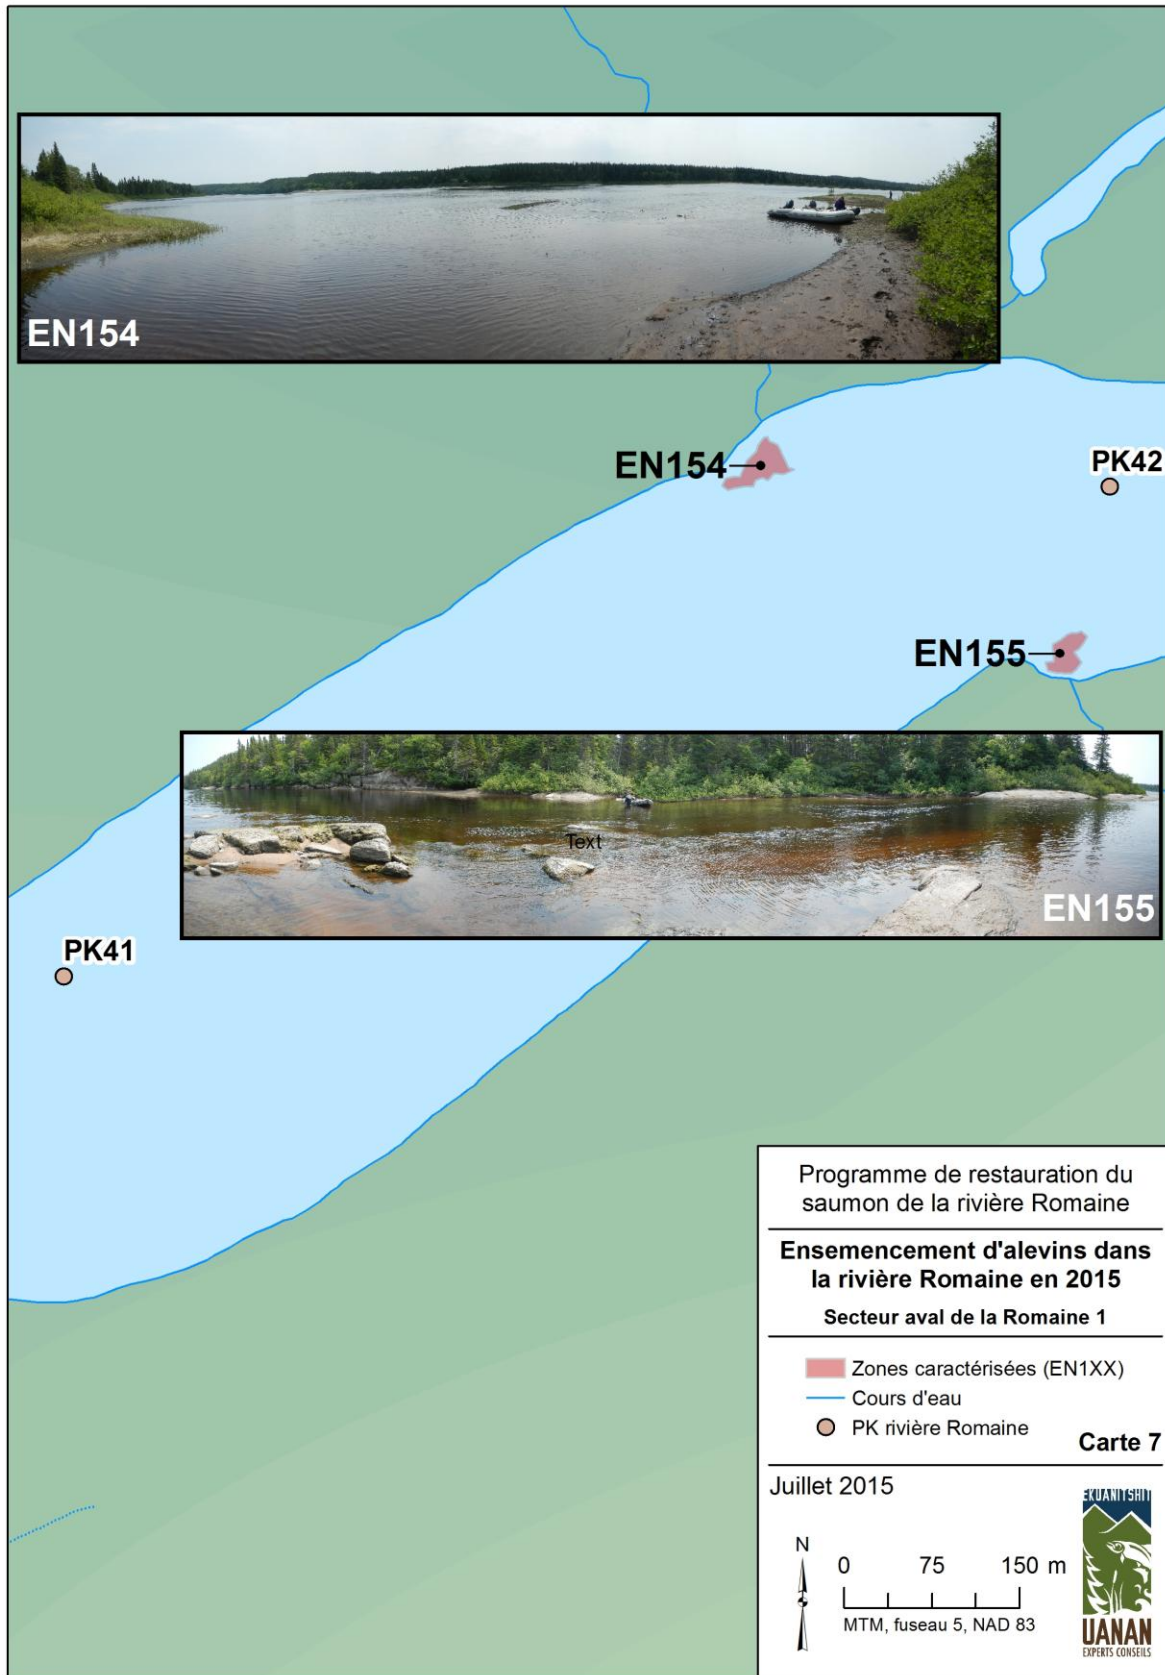 EN154
EN154
PK42
EN155
Text
EN155
PK41
Programme de restauration du
saumon de la rivière Romaine
Ensemencement d'alevins dans
la rivière Romaine en 2015
Secteur aval de la Romaine 1
Zones caractérisées (EN1XX)
Cours d'eau
PK rivière Romaine
Carte 7
Juillet 2015
N
0 75 150 m
MTM, fuseau 5, NAD 83
EKUANITSHIT
UANAN
EXPERTS CONSEILS